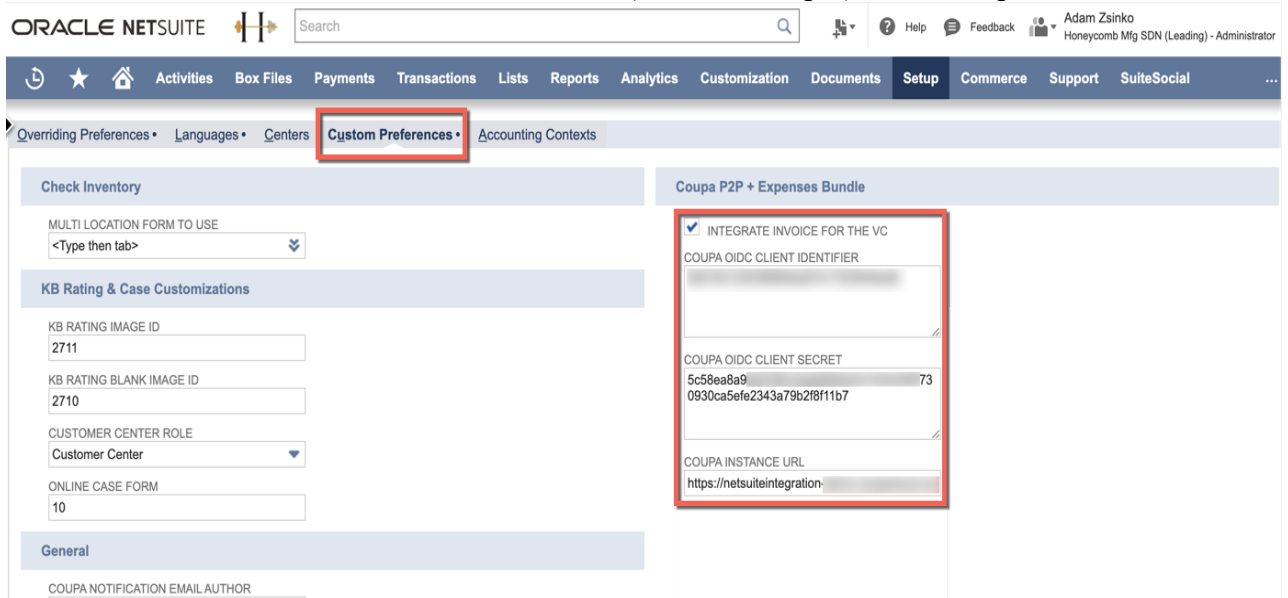 ORACLE NETSUITE
Search
Help
Feedback
Adam Zsinko
Honeycomb Mfg SDN (Leading) - Administrator
Activities Box Files Payments Transactions Lists Reports Analytics Customization Documents Setup Commerce Support SuiteSocial ...
Overriding Preferences • Languages • Centers Custom Preferences • Accounting Contexts
Check Inventory
MULTI LOCATION FORM TO USE
<Type then tab>
KB Rating & Case Customizations
KB RATING IMAGE ID
2711
KB RATING BLANK IMAGE ID
2710
CUSTOMER CENTER ROLE
Customer Center
ONLINE CASE FORM
10
General
COUPA NOTIFICATION EMAIL AUTHOR
Coupa P2P + Expenses Bundle
INTEGRATE INVOICE FOR THE VC
COUPA OIDC CLIENT IDENTIFIER
COUPA OIDC CLIENT SECRET
5c58ea8a9 73
0930ca5efe2343a79b2f8f11b7
COUPA INSTANCE URL
https://netsuiteintegration-